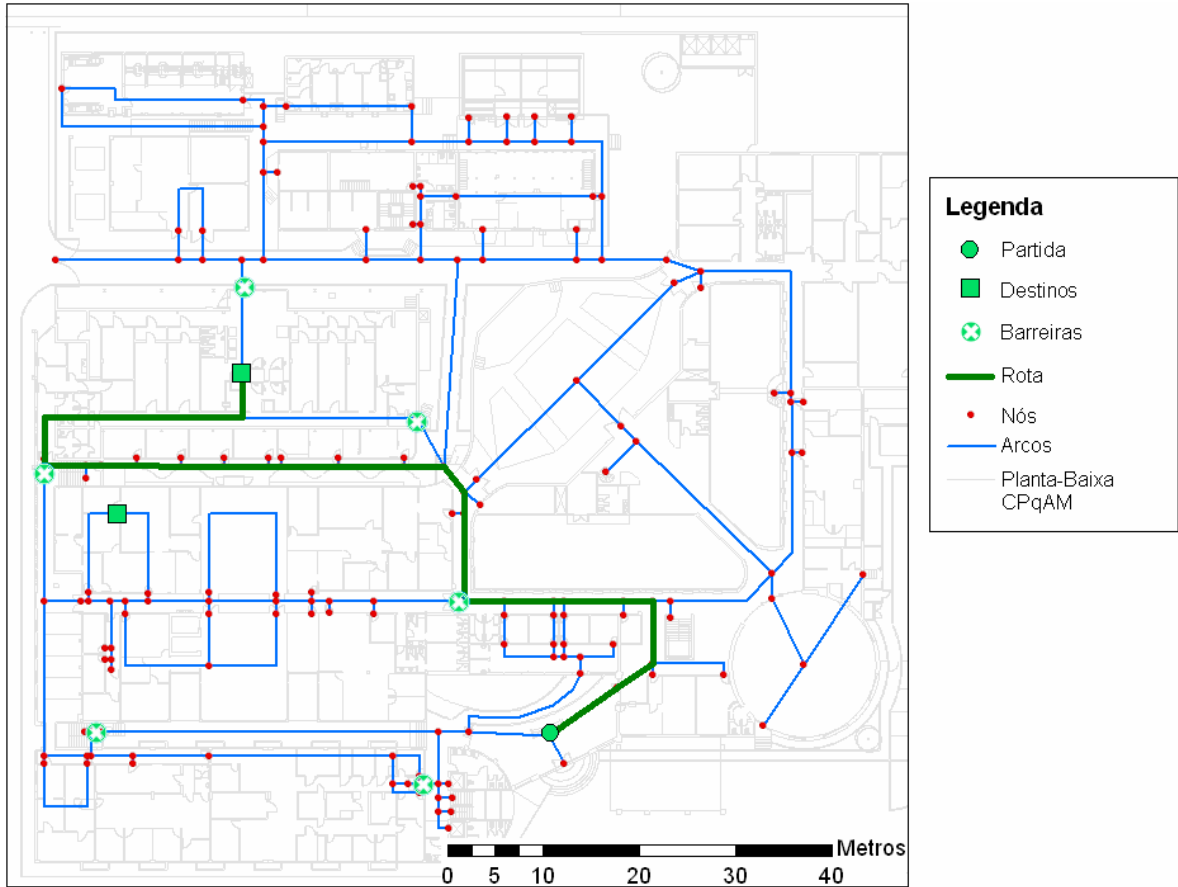 Legenda
Partida
Destinos
Barreiras
Rota
Nós
Arcos
Planta-Baixa
CPqAM
Metros
0 5 10 20 30 40